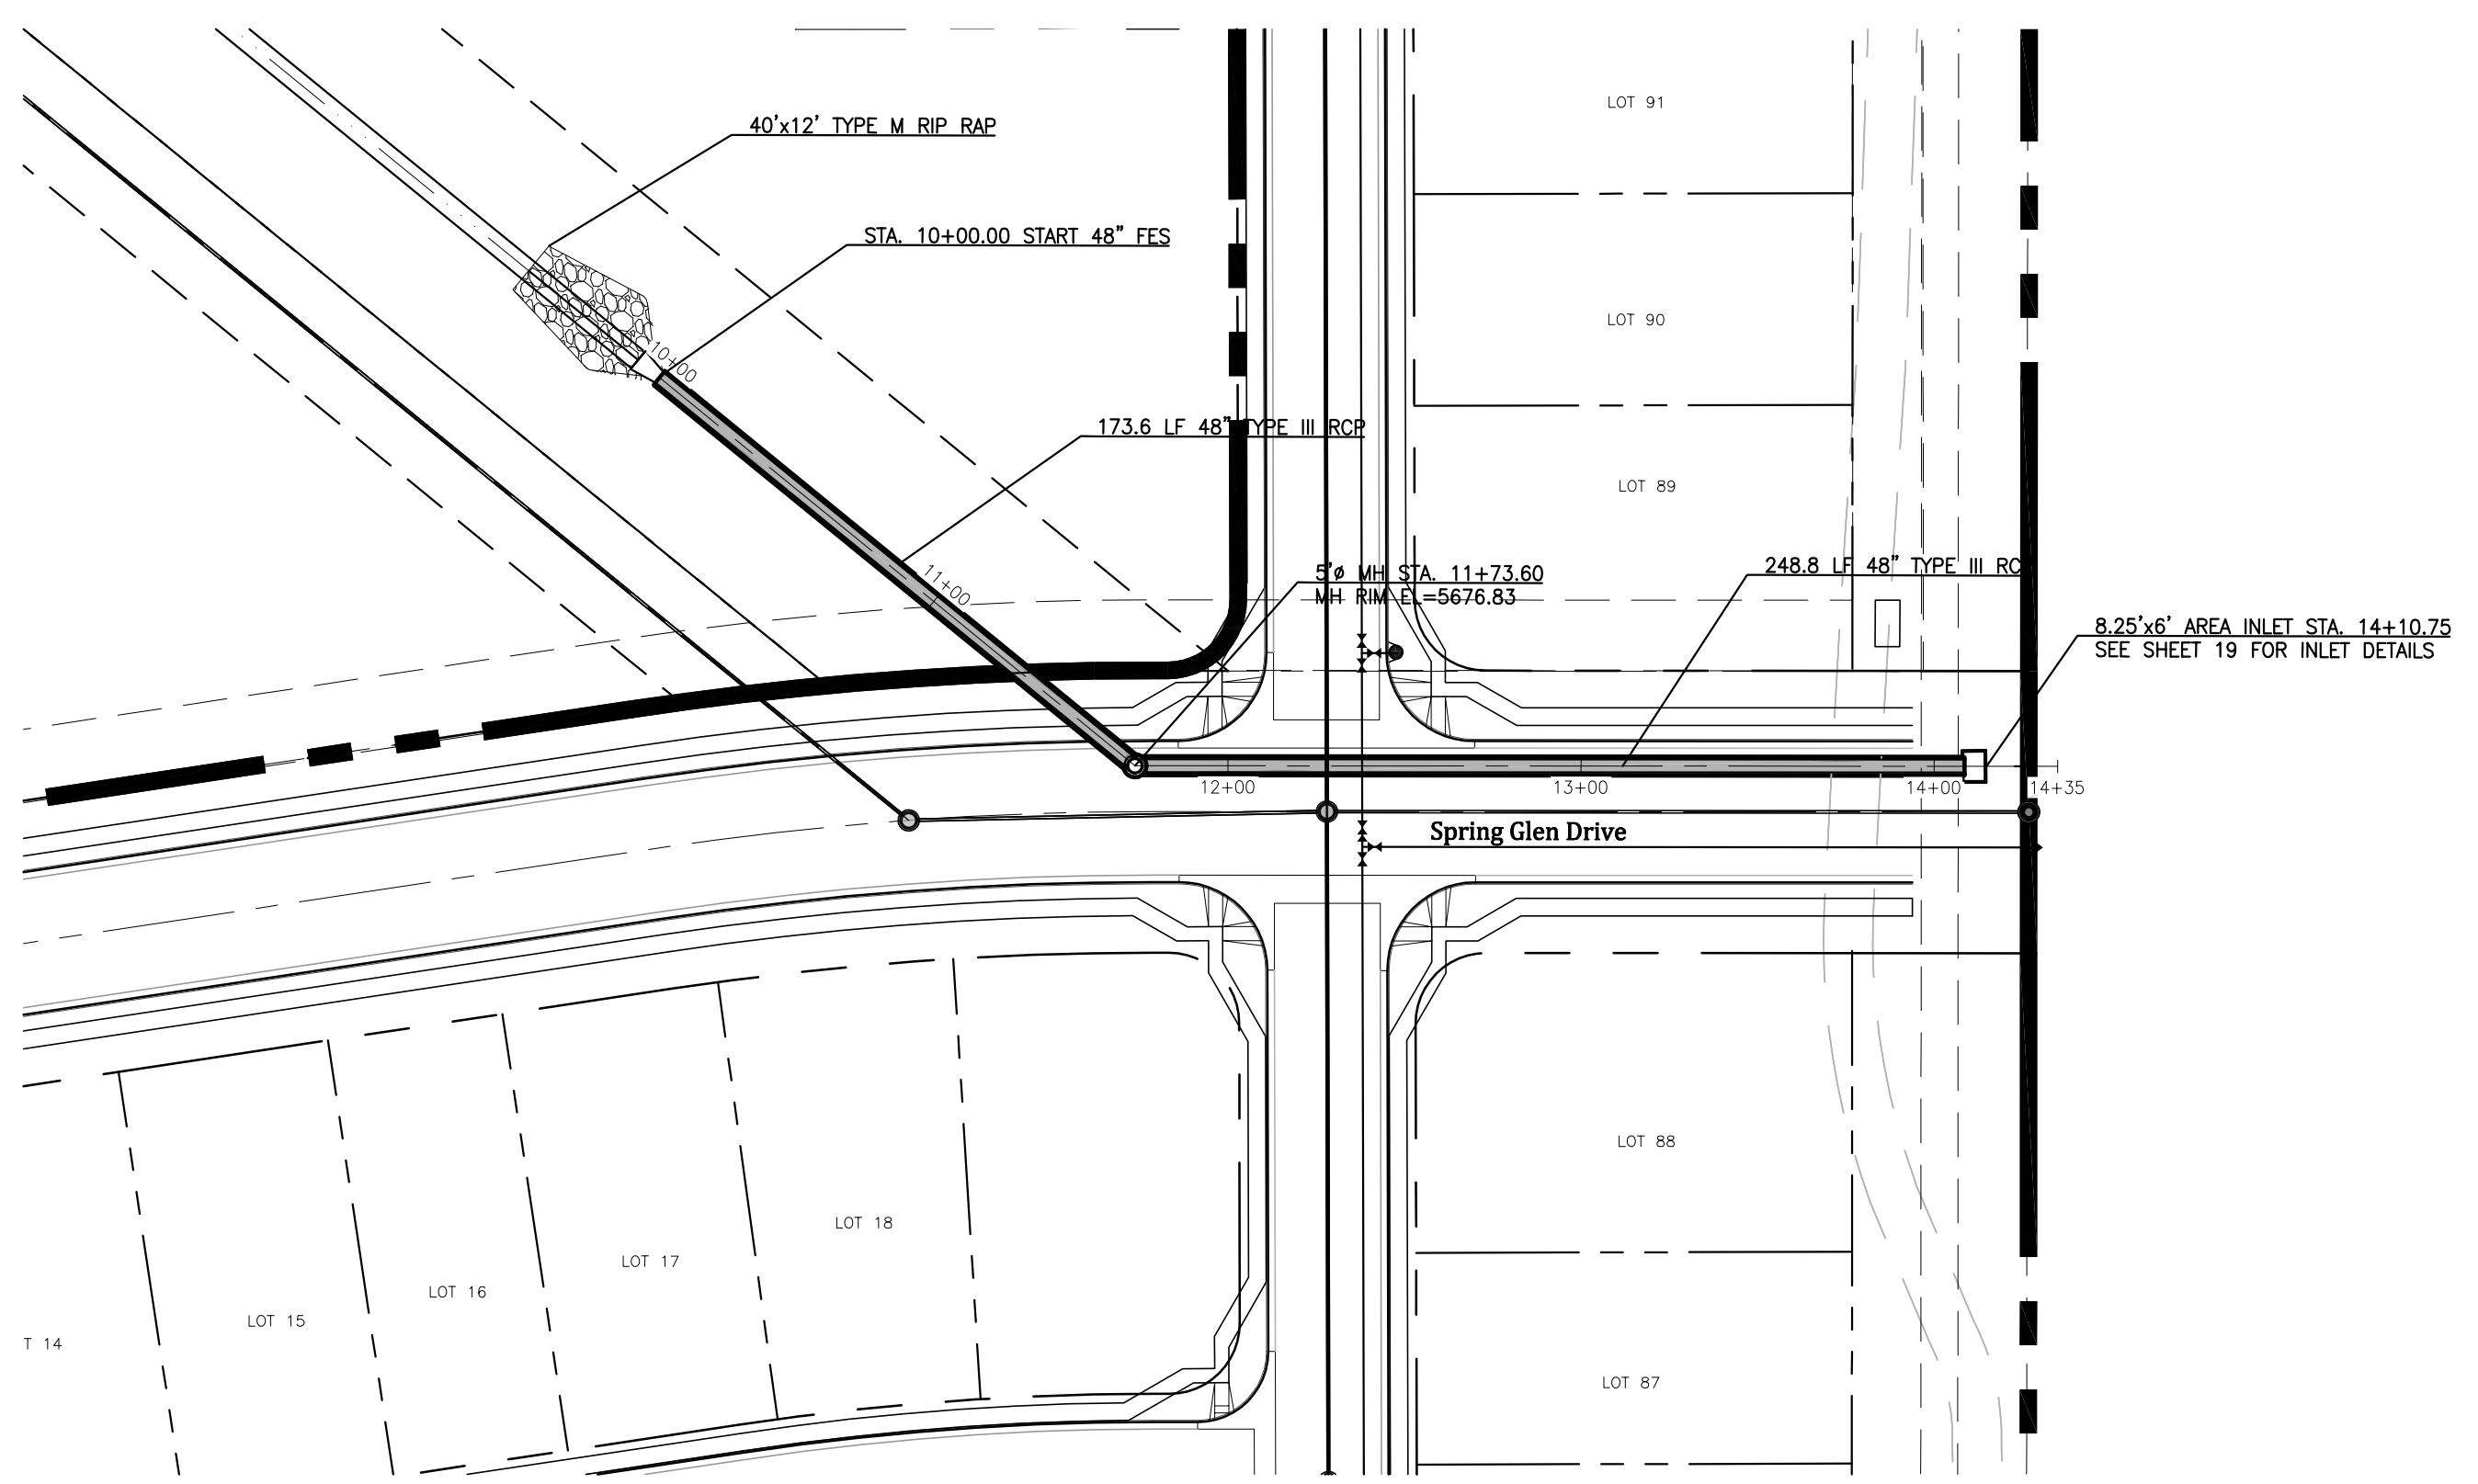 LOT 91
40'x12' TYPE M RIP RAP
STA. 10+00.00 START 48" FES
LOT 90
10+00
173.6 LF 48" TYPE III RCP
LOT 89
11+00
5'ø MH STA. 11+73.60
MH RIM EL=5676.83
248.8 LF 48" TYPE III RC
8.25'x6' AREA INLET STA. 14+10.75
SEE SHEET 19 FOR INLET DETAILS
12+00
13+00
14+00
14+35
Spring Glen Drive
LOT 88
LOT 18
LOT 17
LOT 16
LOT 15
T 14
LOT 87